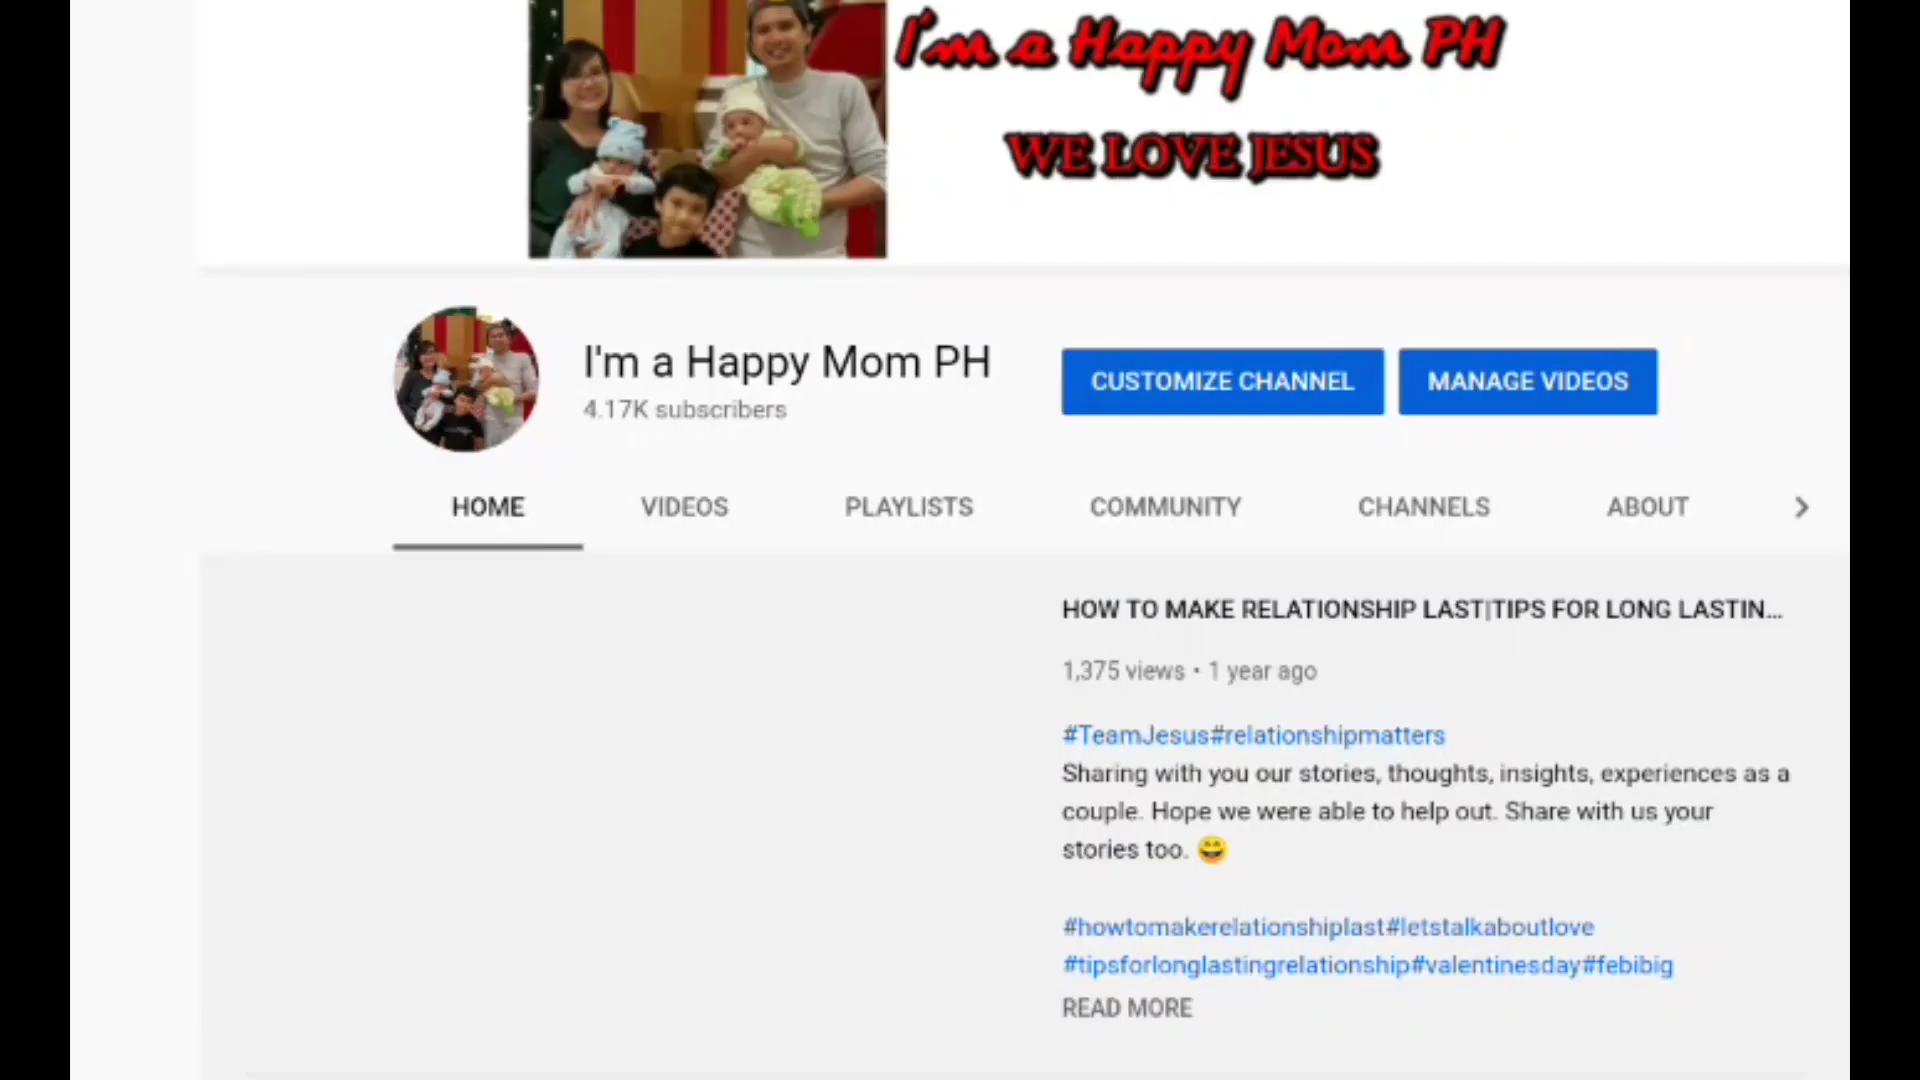 I'm a Happy Mom PH
WE LOVE JESUS
I'm a Happy Mom PH
4.17K subscribers
CUSTOMIZE CHANNEL
MANAGE VIDEOS
HOME VIDEOS PLAYLISTS COMMUNITY CHANNELS ABOUT
HOW TO MAKE RELATIONSHIP LAST|TIPS FOR LONG LASTIN...
1,375 views • 1 year ago
#TeamJesus#relationshipmatters
Sharing with you our stories, thoughts, insights, experiences as a
couple. Hope we were able to help out. Share with us your
stories too. 😄
#howtomakerelationshiplast#letstalkaboutlove
#tipsforlonglastingrelationship#valentinesday#febibig
READ MORE